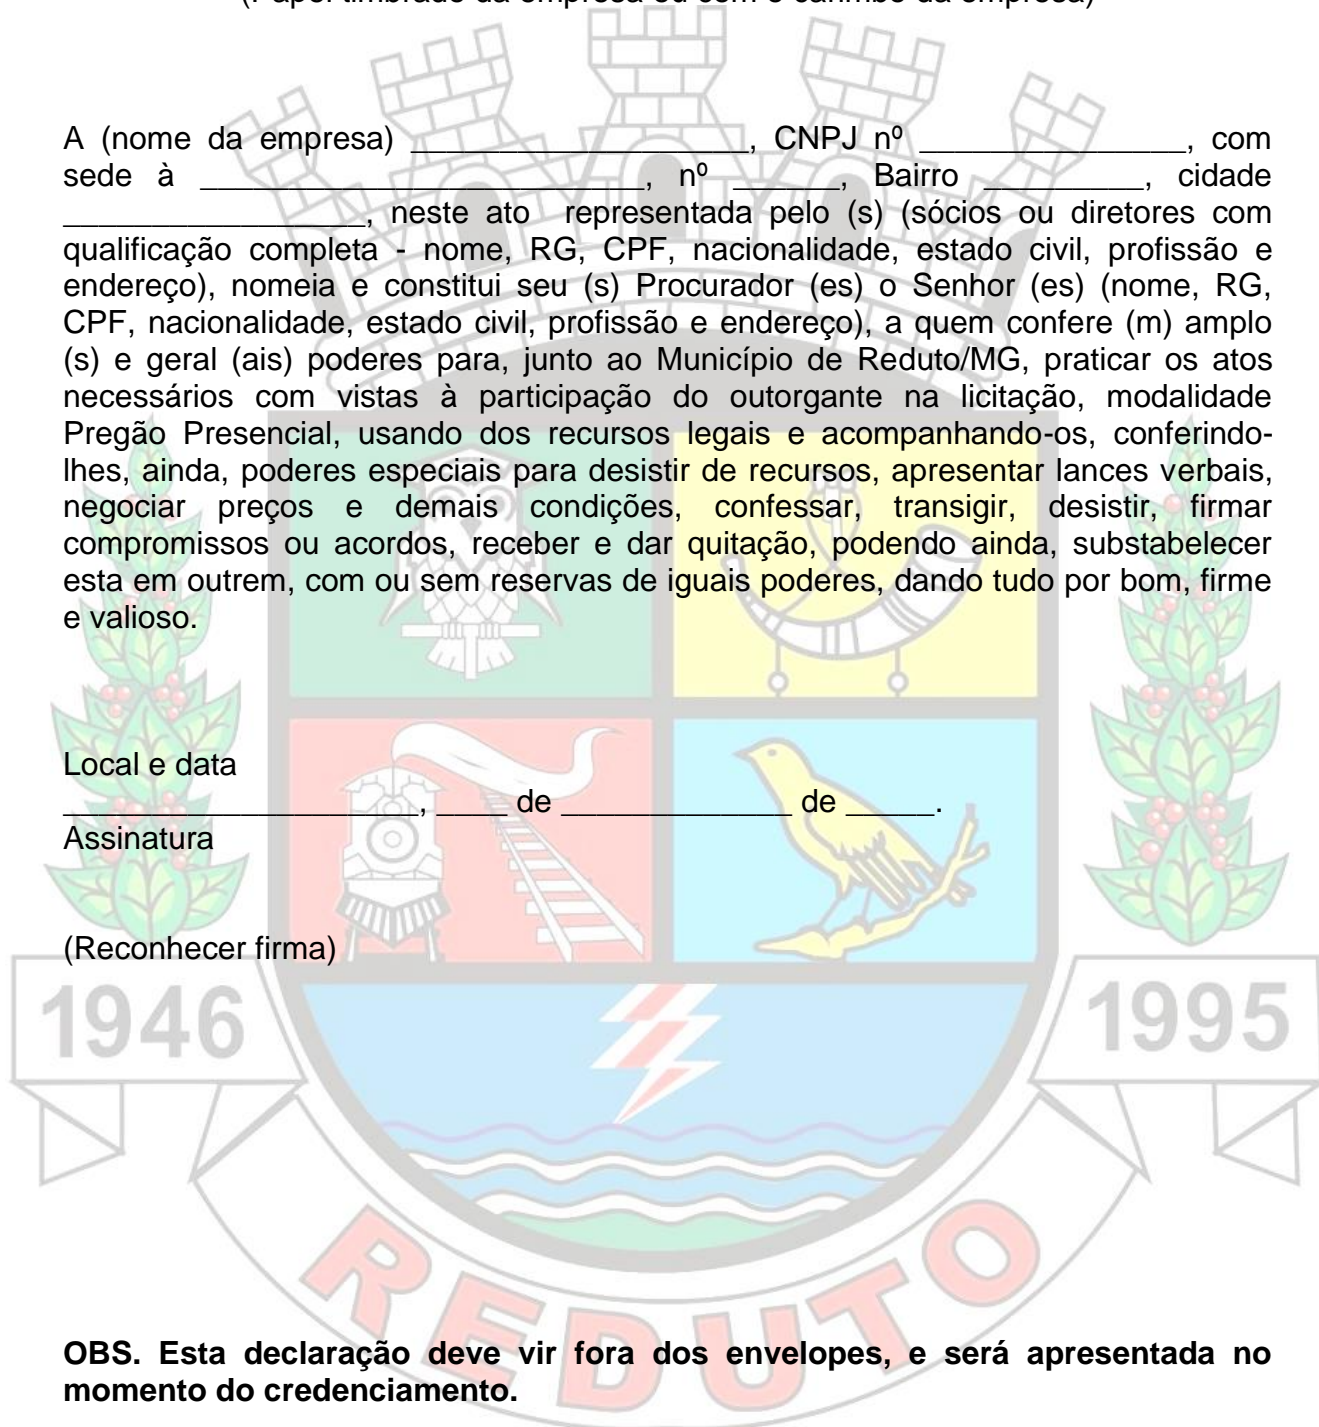 (Papel timbrado da empresa ou com o carimbo da empresa)
A (nome da empresa) ___________________, CNPJ nº _______________, com
sede à _________________________, nº ______, Bairro _________, cidade
_________________, neste ato representada pelo (s) (sócios ou diretores com
qualificação completa - nome, RG, CPF, nacionalidade, estado civil, profissão e
endereço), nomeia e constitui seu (s) Procurador (es) o Senhor (es) (nome, RG,
CPF, nacionalidade, estado civil, profissão e endereço), a quem confere (m) amplo
(s) e geral (ais) poderes para, junto ao Município de Reduto/MG, praticar os atos
necessários com vistas à participação do outorgante na licitação, modalidade
Pregão Presencial, usando dos recursos legais e acompanhando-os, conferindo-
lhes, ainda, poderes especiais para desistir de recursos, apresentar lances verbais,
negociar preços e demais condições, confessar, transigir, desistir, firmar
compromissos ou acordos, receber e dar quitação, podendo ainda, substabelecer
esta em outrem, com ou sem reservas de iguais poderes, dando tudo por bom, firme
e valioso.
Local e data
____________________, ____ de _____________ de _____.
Assinatura
(Reconhecer firma)
1946
1995
REDUTO
OBS. Esta declaração deve vir fora dos envelopes, e será apresentada no
momento do credenciamento.